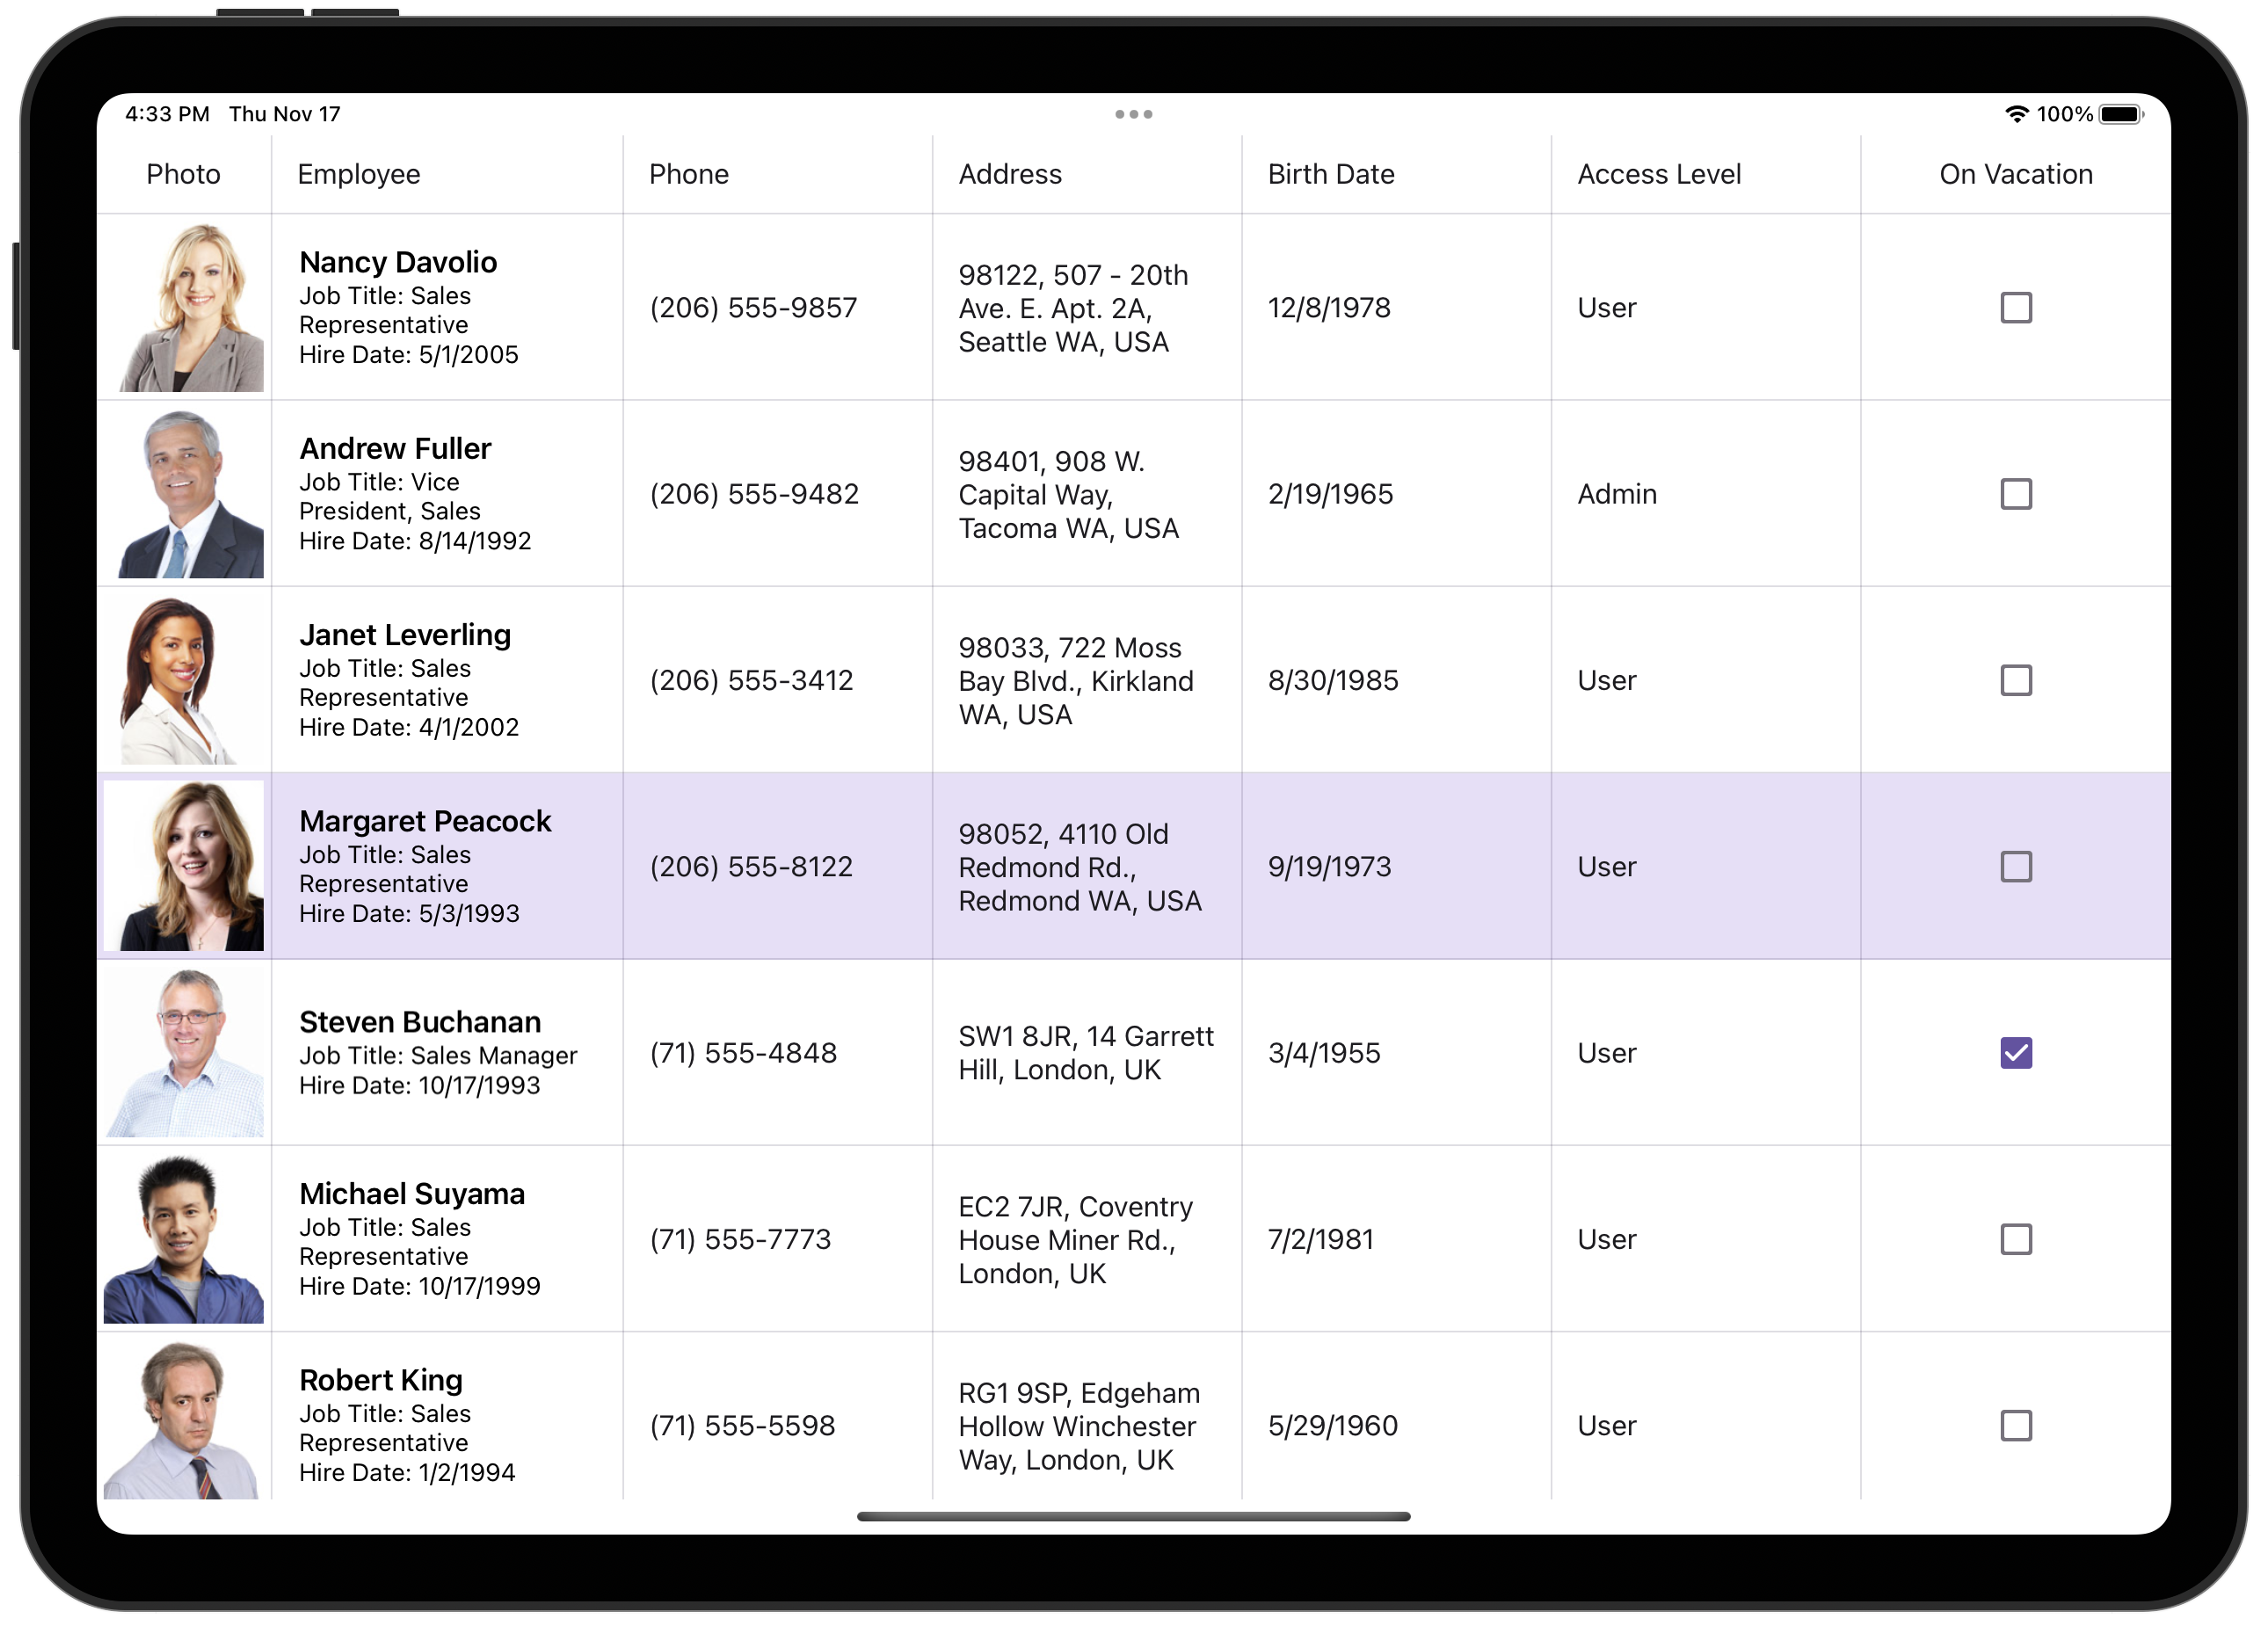 4:33 PM Thu Nov 17
100%
Photo
Employee
Phone
Address
Birth Date
Access Level
On Vacation
Nancy Davolio
Job Title: Sales
Representative
Hire Date: 5/1/2005
(206) 555-9857
98122, 507 - 20th
Ave. E. Apt. 2A,
Seattle WA, USA
12/8/1978
User
Andrew Fuller
Job Title: Vice
President, Sales
Hire Date: 8/14/1992
(206) 555-9482
98401, 908 W.
Capital Way,
Tacoma WA, USA
2/19/1965
Admin
Janet Leverling
Job Title: Sales
Representative
Hire Date: 4/1/2002
(206) 555-3412
98033, 722 Moss
Bay Blvd., Kirkland
WA, USA
8/30/1985
User
Margaret Peacock
Job Title: Sales
Representative
Hire Date: 5/3/1993
(206) 555-8122
98052, 4110 Old
Redmond Rd.,
Redmond WA, USA
9/19/1973
User
Steven Buchanan
Job Title: Sales Manager
Hire Date: 10/17/1993
(71) 555-4848
SW1 8JR, 14 Garrett
Hill, London, UK
3/4/1955
User
Michael Suyama
Job Title: Sales
Representative
Hire Date: 10/17/1999
(71) 555-7773
EC2 7JR, Coventry
House Miner Rd.,
London, UK
7/2/1981
User
Robert King
Job Title: Sales
Representative
Hire Date: 1/2/1994
(71) 555-5598
RG1 9SP, Edgeham
Hollow Winchester
Way, London, UK
5/29/1960
User